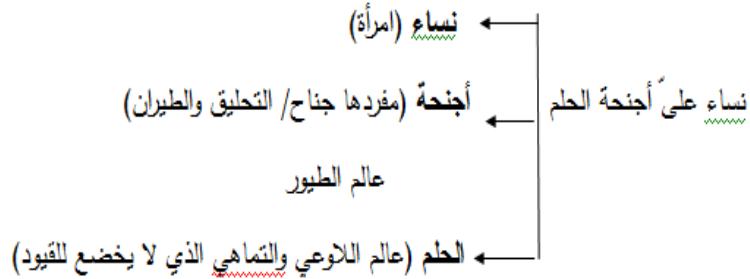 نساء (امرأة)
نساء علىّ أجنحة الحلم
أجنحة (مفردها جناح/ التحليق والطيران)
عالم الطيور
الحلم (عالم اللاوعي والتماهي الذي لا يخضع للقيود)